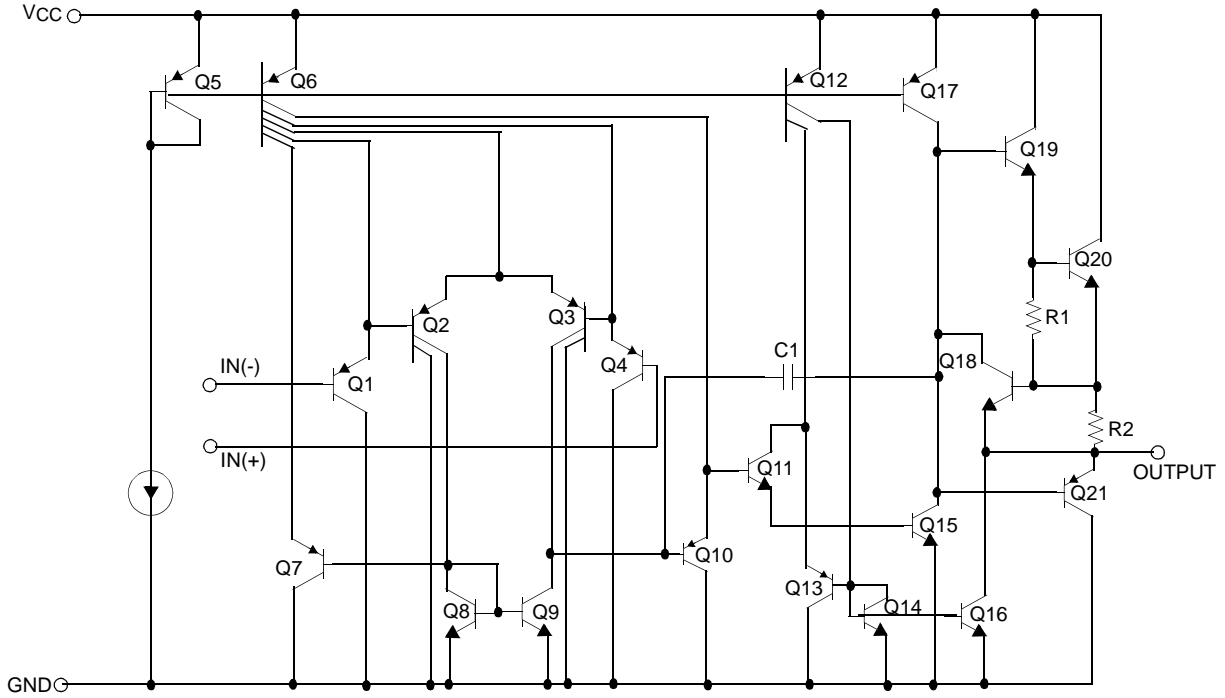 VCC
Q5
Q6
Q12
Q17
Q19
Q20
R1
Q2
Q3
Q4
C1
Q18
IN(-)
Q1
R2
IN(+)
Q11
OUTPUT
Q21
Q15
Q10
Q7
Q13
Q8
Q9
Q14
Q16
GND